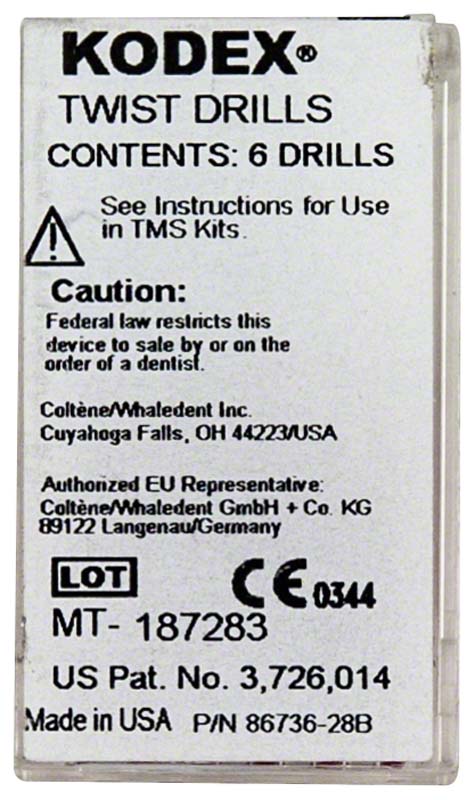 KODEX®
TWIST DRILLS
CONTENTS: 6 DRILLS
See Instructions for Use
in TMS Kits.
Caution:
Federal law restricts this
device to sale by or on the
order of a dentist.
Coltène/Whaledent Inc.
Cuyahoga Falls, OH 44223/USA
Authorized EU Representative:
Coltène/Whaledent GmbH + Co. KG
89122 Langenau/Germany
LOT CE 0344
MT- 187283
US Pat. No. 3,726,014
Made in USA P/N 86736-28B